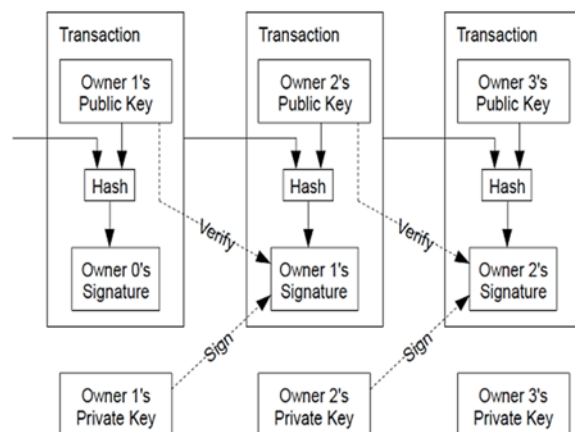 Transaction
Owner 1's
Public Key
Hash
Owner 0's
Signature
Transaction
Owner 2's
Public Key
Hash
Verify
Owner 1's
Signature
Transaction
Owner 3's
Public Key
Hash
Verify
Owner 2's
Signature
Owner 1's
Private Key
Sign
Owner 2's
Private Key
Sign
Owner 3's
Private Key